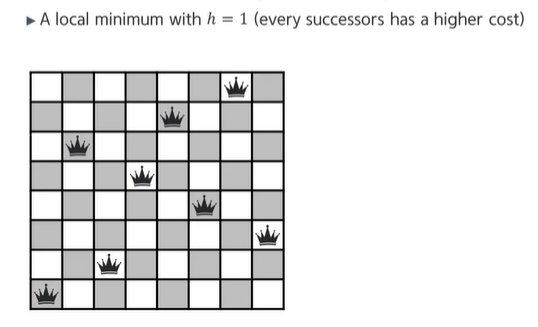 ▸ A local minimum with h = 1 (every successors has a higher cost)